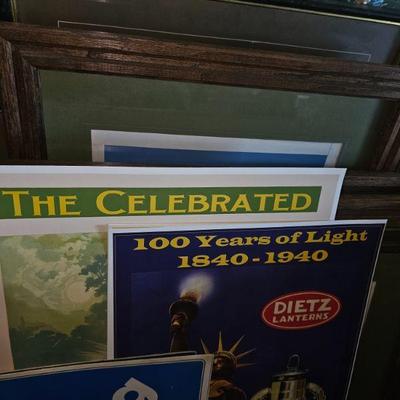 THE CELEBRATED
100 Years of Light
1840-1940
DIETZ
LANTERNS